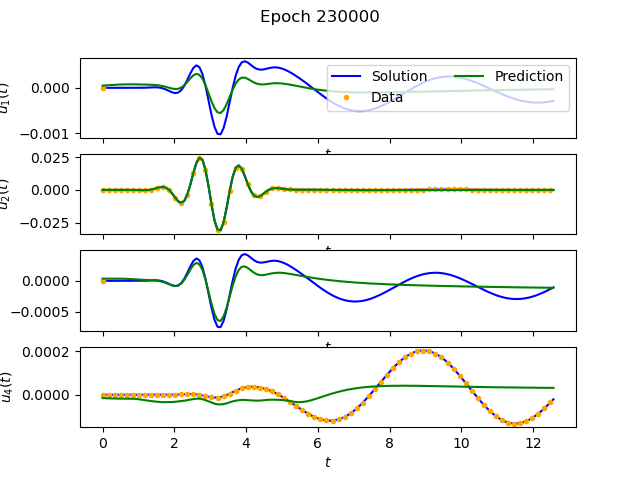 Epoch 230000
u₁(t)
0.000
−0.001
Solution
Data
Prediction
t
u₂(t)
0.025
0.000
−0.025
t
0.0000
−0.0005
t
u₄(t)
0.0002
0.0000
0 2 4 6 8 10 12
t